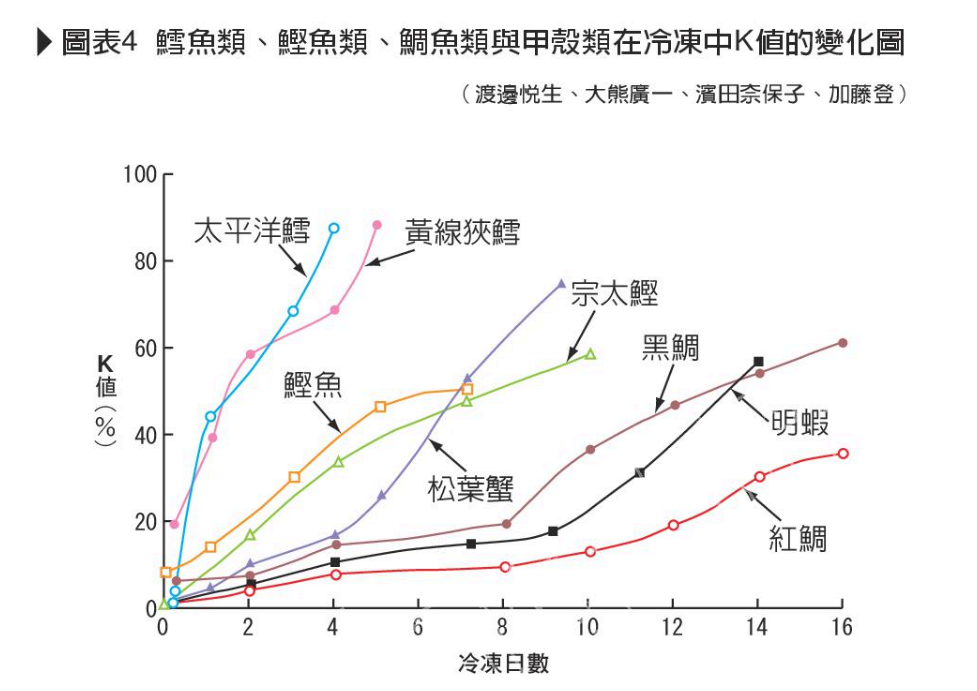 ▶圖表4 鱈魚類、鰹魚類、鯛魚類與甲殼類在冷凍中K值的變化圖
（渡邊悦生、大熊廣一、濱田奈保子、加藤登）
100
80
60
40
20
0
K
值
（%）
太平洋鱈
黃線狹鱈
宗太鰹
黑鯛
鰹魚
明蝦
松葉蟹
紅鯛
0 2 4 6 8 10 12 14 16
冷凍日數